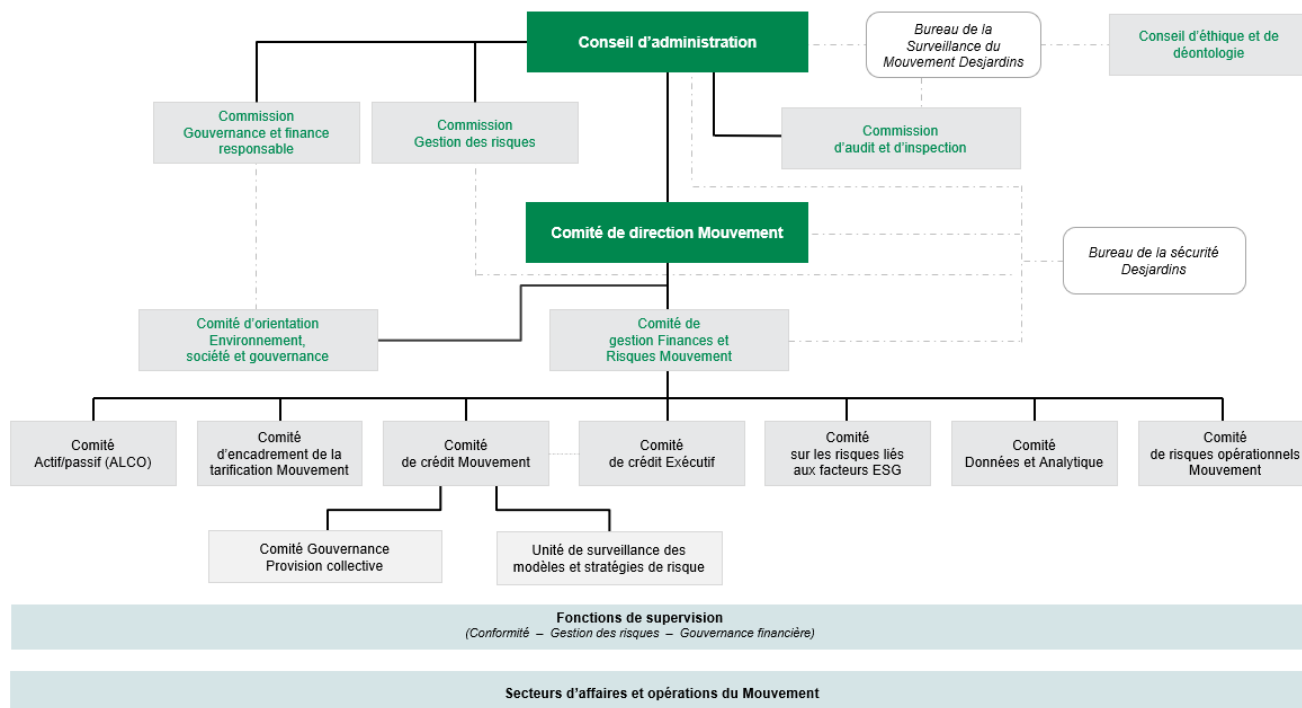 Conseil d'administration
Bureau de la
Surveillance du
Mouvement Desjardins
Conseil d'éthique et de
déontologie
Commission
Gouvernance et finance
responsable
Commission
Gestion des risques
Commission
d'audit et d'inspection
Comité de direction Mouvement
Bureau de la sécurité
Desjardins
Comité d'orientation
Environnement,
société et gouvernance
Comité de
gestion Finances et
Risques Mouvement
Comité
Actif/passif (ALCO)
Comité
d'encadrement de la
tarification Mouvement
Comité
de crédit Mouvement
Comité
de crédit Exécutif
Comité
sur les risques liés
aux facteurs ESG
Comité
Données et Analytique
Comité
de risques opérationnels
Mouvement
Comité Gouvernance
Provision collective
Unité de surveillance des
modèles et stratégies de risque
Fonctions de supervision
(Conformité – Gestion des risques – Gouvernance financière)
Secteurs d'affaires et opérations du Mouvement